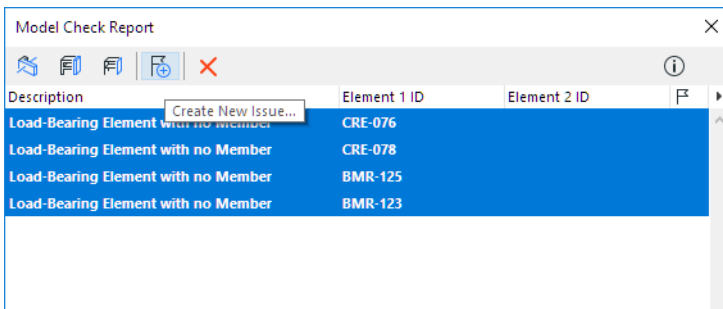 Model Check Report
Create New Issue...
Description Element 1 ID Element 2 ID
Load-Bearing Element with no Member CRE-076
Load-Bearing Element with no Member CRE-078
Load-Bearing Element with no Member BMR-125
Load-Bearing Element with no Member BMR-123